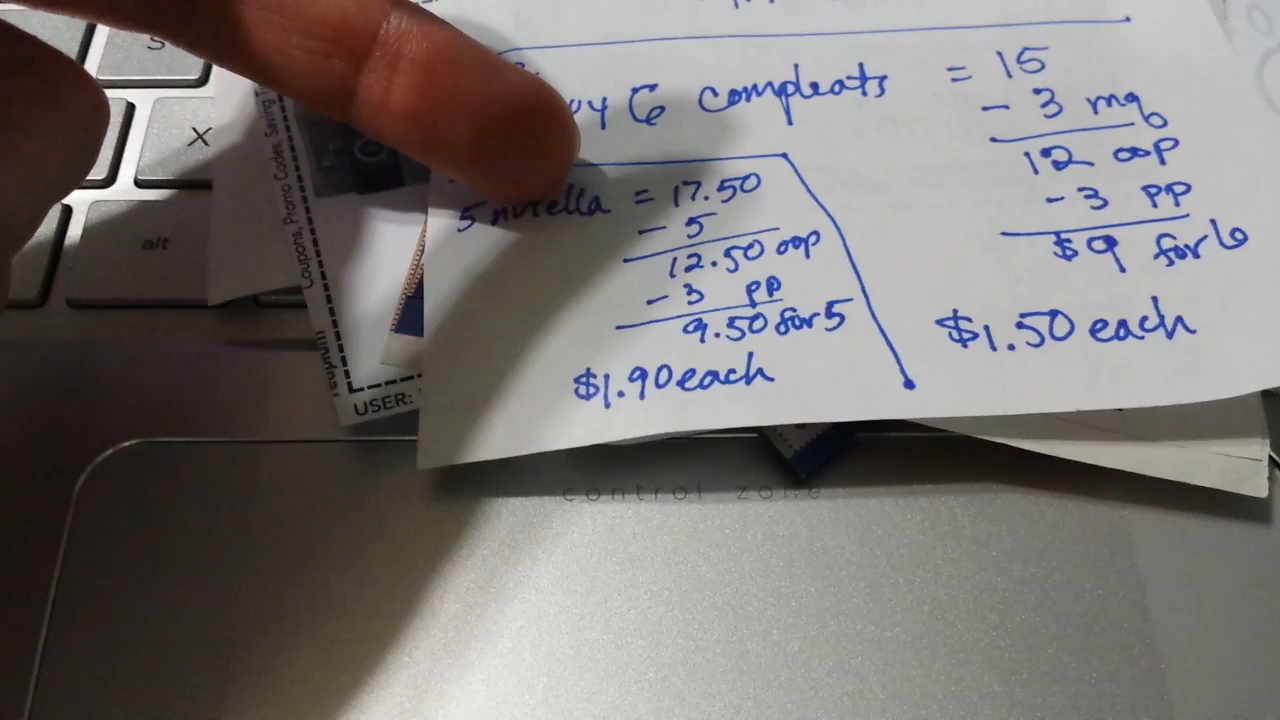 S
X
alt
Coupons, Promo Codes, Saving
USER:
6 compleats = 15
- 3 mq
12 oop
- 3 pp
$9 for 6
$1.50 each
5 nutella = 17.50
- 5
12.50 oop
- 3 pp
9.50 for 5
$1.90 each
control zone